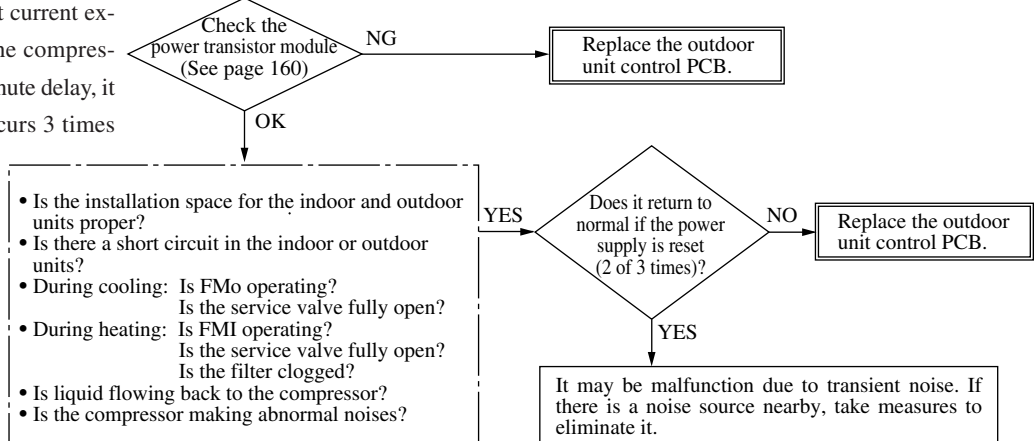 t current ex-
ne compres-
nute delay, it
curs 3 times
Check the
power transistor module
(See page 160)
NG
Replace the outdoor
unit control PCB.
OK
• Is the installation space for the indoor and outdoor
units proper?
• Is there a short circuit in the indoor or outdoor
units?
• During cooling: Is FMo operating?
Is the service valve fully open?
• During heating: Is FMI operating?
Is the service valve fully open?
Is the filter clogged?
• Is liquid flowing back to the compressor?
• Is the compressor making abnormal noises?
YES
Does it return to
normal if the power
supply is reset
(2 of 3 times)?
NO
Replace the outdoor
unit control PCB.
YES
It may be malfunction due to transient noise. If
there is a noise source nearby, take measures to
eliminate it.